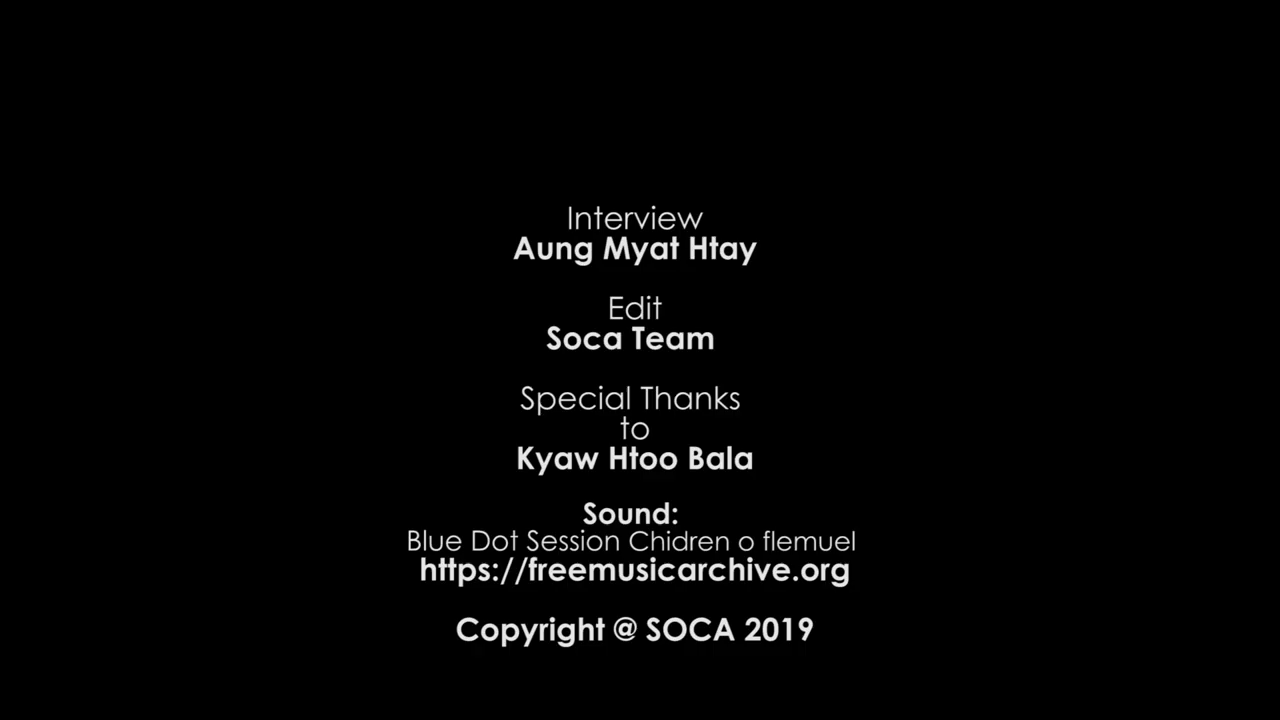 Interview
Aung Myat Htay
Edit
Soca Team
Special Thanks
to
Kyaw Htoo Bala
Sound:
Blue Dot Session Chidren o flemuel
https://freemusicarchive.org
Copyright @ SOCA 2019